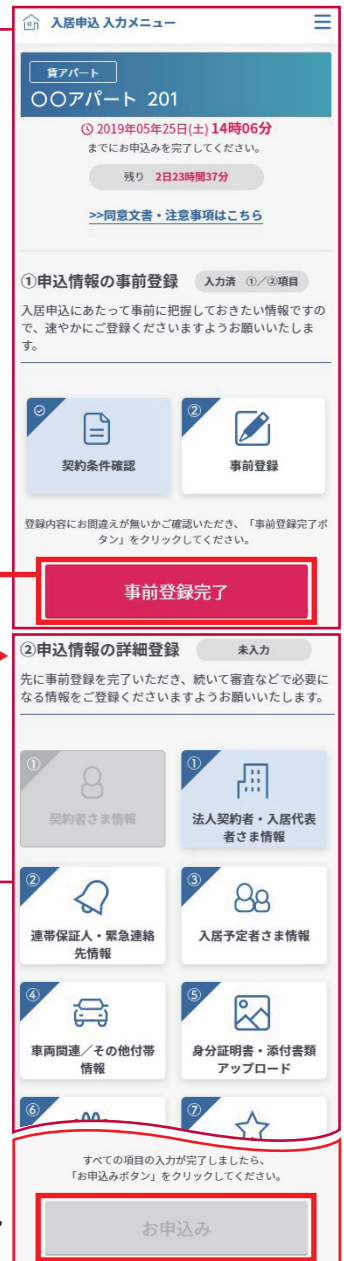 入居申込 入力メニュー
賃アパート
〇〇アパート 201
2019年05年25日(土) 14時06分
までにお申込みを完了してください。
残り 2日23時間37分
>>同意文書・注意事項はこちら
①申込情報の事前登録 入力済 ①／②項目
入居申込にあたって事前に把握しておきたい情報ですの
で、速やかにご登録くださいますようお願いいたしま
す。
②
契約条件確認 事前登録
登録内容にお間違えが無いかご確認いただき、「事前登録完了ボ
タン」をクリックしてください。
事前登録完了
②申込情報の詳細登録 未入力
先に事前登録を完了いただき、続いて審査などで必要に
なる情報をご登録くださいますようお願いいたします。
① ①
契約者さま情報 法人契約者・入居代表
者さま情報
② ③
連帯保証人・緊急連絡 入居予定者さま情報
先情報
④ ⑤
車両関連／その他付帯 身分証明書・添付書類
情報 アップロード
⑥ ⑦
すべての項目の入力が完了しましたら、
「お申込みボタン」をクリックしてください。
お申込み